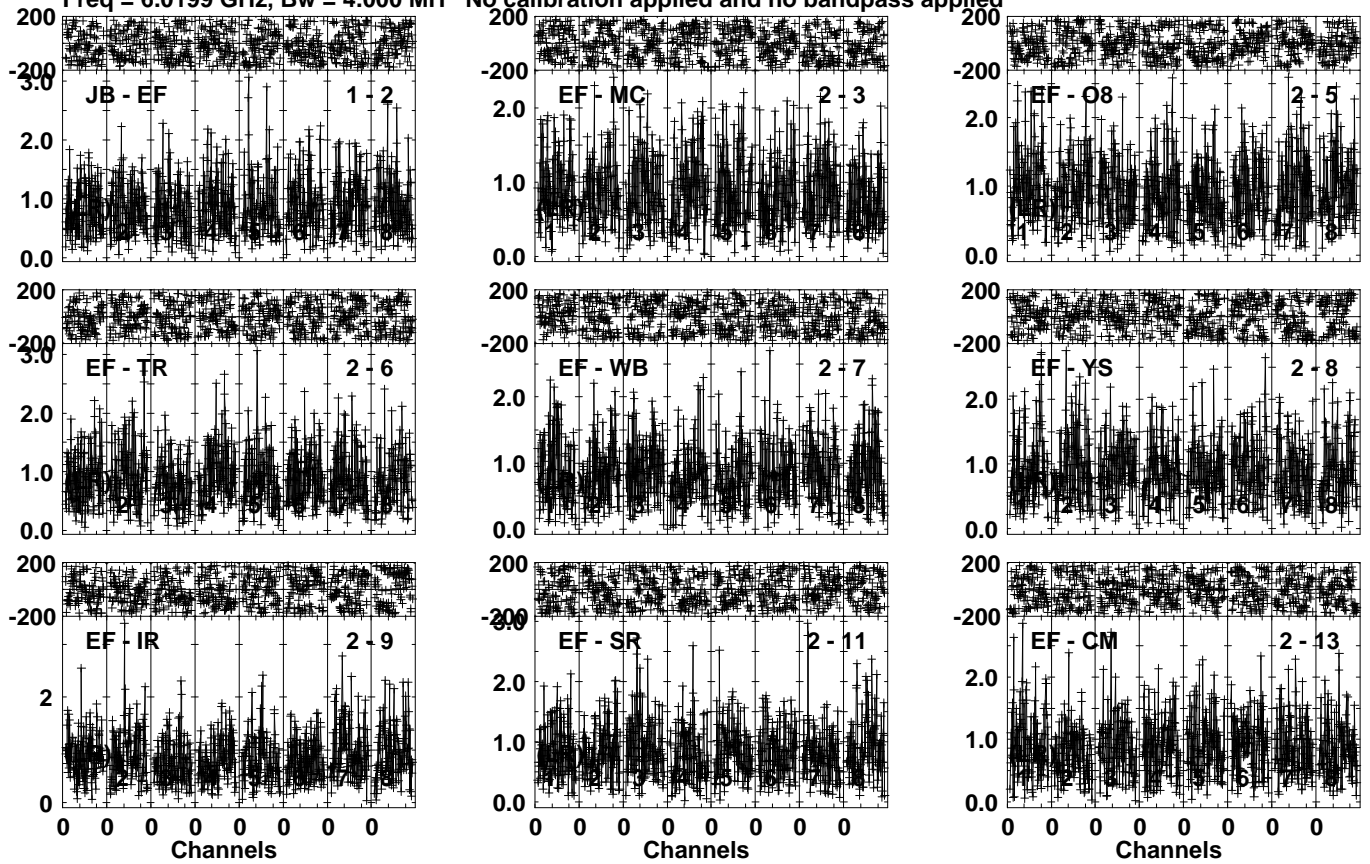 Freq = 6.0199 GHz, Bw = 4.000 MH No calibration applied and no bandpass applied
200 200 200
-200 -200 -200
3.0
JB - EF 1 - 2 EF - MC 2 - 3 EF - O8 2 - 5
2.0 2.0 2.0
1.0 1.0 1.0
0.0 0.0 0.0
200 200 200
-200 -200 -200
3.0
EF - TR 2 - 6 EF - WB 2 - 7 EF - YS 2 - 8
2.0 2.0 2.0
1.0 1.0 1.0
0.0 0.0 0.0
200 200 200
-200 -200 -200
3.0
EF - IR 2 - 9 EF - SR 2 - 11 EF - CM 2 - 13
2 2.0 2.0
1.0 1.0
0 0.0 0.0
0 0 0 0 0 0 0 0 0 0 0 0 0 0 0 0 0 0 0 0 0 0 0 0
Channels Channels Channels